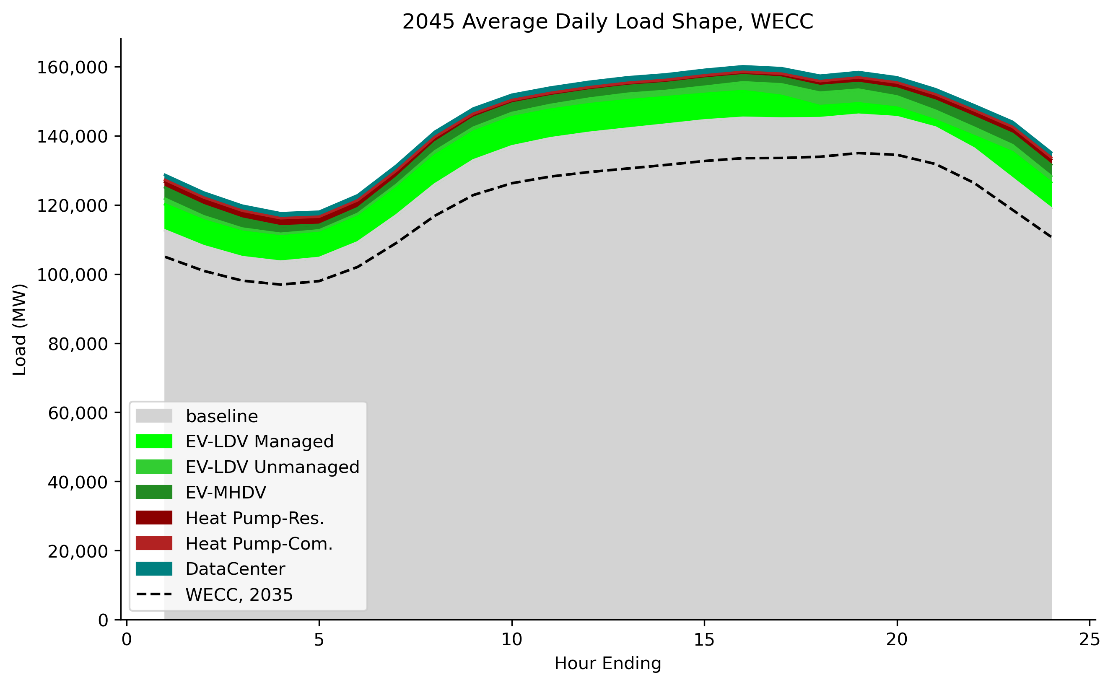 2045 Average Daily Load Shape, WECC
160,000
140,000
120,000
100,000
80,000
60,000
40,000
20,000
0
Load (MW)
baseline
EV-LDV Managed
EV-LDV Unmanaged
EV-MHDV
Heat Pump-Res.
Heat Pump-Com.
DataCenter
WECC, 2035
0 5 10 15 20 25
Hour Ending